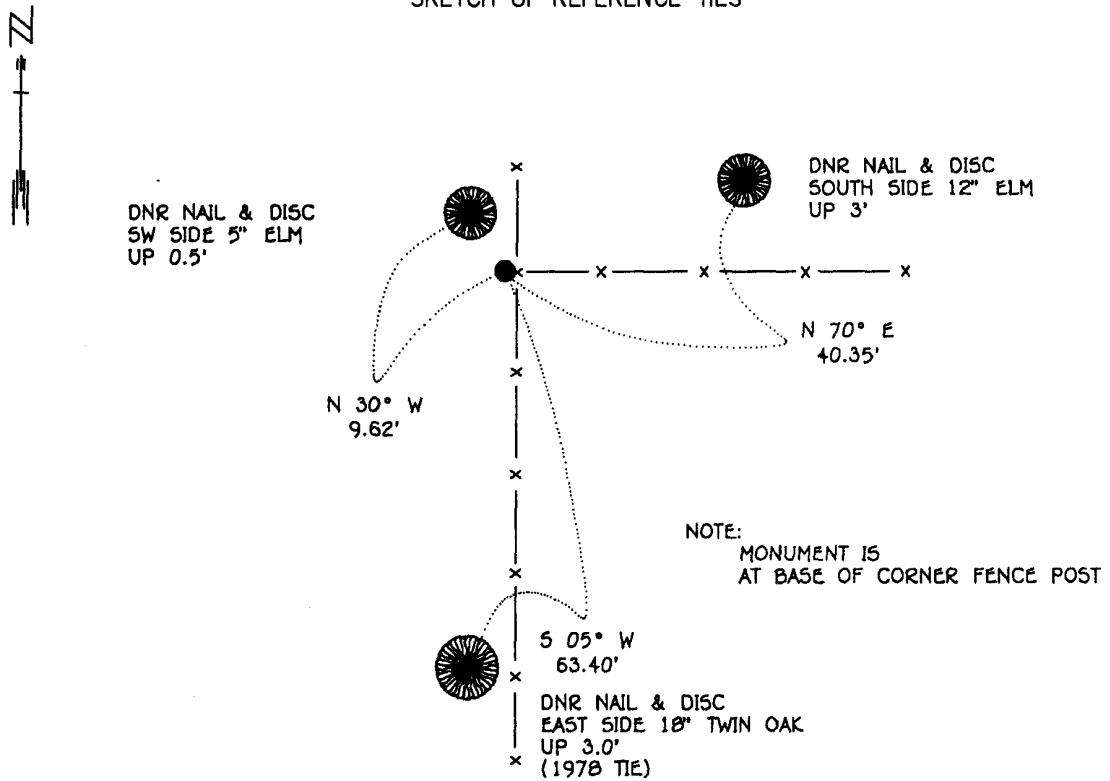 SKETCH OF REFERENCE TIES
N
DNR NAIL & DISC
SW SIDE 5" ELM
UP 0.5'
DNR NAIL & DISC
SOUTH SIDE 12" ELM
UP 3'
N 70° E
40.35'
N 30° W
9.62'
NOTE:
MONUMENT IS
AT BASE OF CORNER FENCE POST
S 05° W
63.40'
DNR NAIL & DISC
EAST SIDE 18" TWIN OAK
UP 3.0'
(1978 TIE)